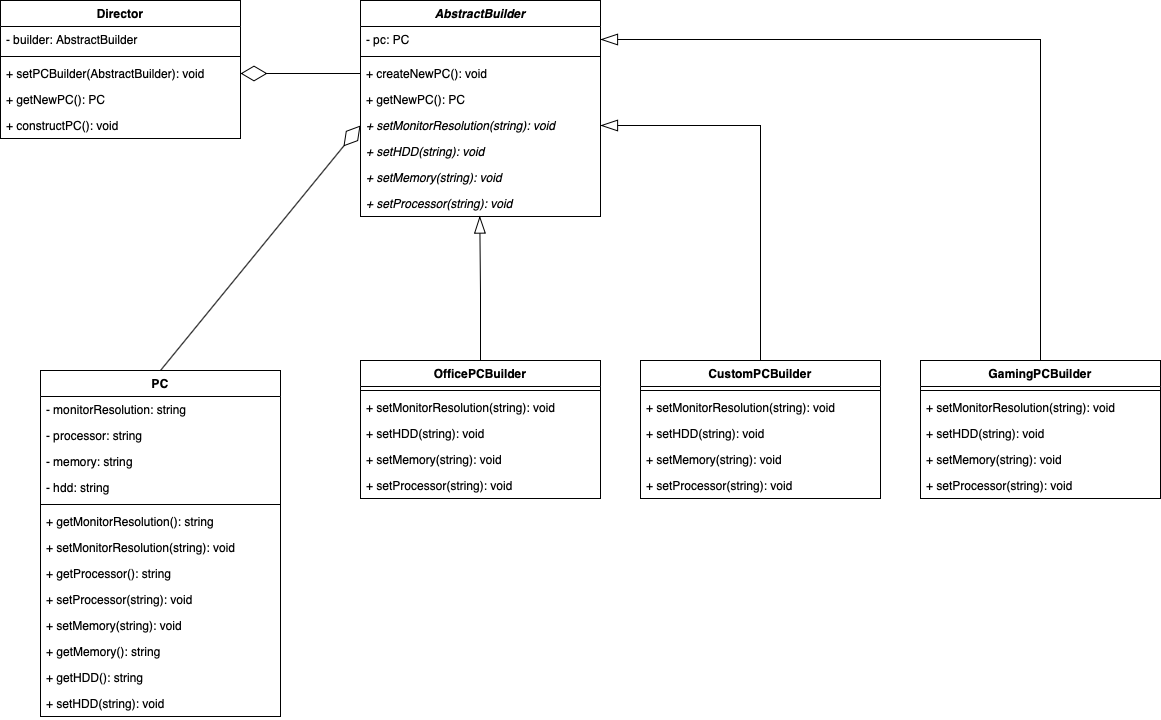 Director
- builder: AbstractBuilder
+ setPCBuilder(AbstractBuilder): void
+ getNewPC(): PC
+ constructPC(): void
AbstractBuilder
- pc: PC
+ createNewPC(): void
+ getNewPC(): PC
+ setMonitorResolution(string): void
+ setHDD(string): void
+ setMemory(string): void
+ setProcessor(string): void
PC
- monitorResolution: string
- processor: string
- memory: string
- hdd: string
+ getMonitorResolution(): string
+ setMonitorResolution(string): void
+ getProcessor(): string
+ setProcessor(string): void
+ setMemory(string): void
+ getMemory(): string
+ getHDD(): string
+ setHDD(string): void
OfficePCBuilder
+ setMonitorResolution(string): void
+ setHDD(string): void
+ setMemory(string): void
+ setProcessor(string): void
CustomPCBuilder
+ setMonitorResolution(string): void
+ setHDD(string): void
+ setMemory(string): void
+ setProcessor(string): void
GamingPCBuilder
+ setMonitorResolution(string): void
+ setHDD(string): void
+ setMemory(string): void
+ setProcessor(string): void